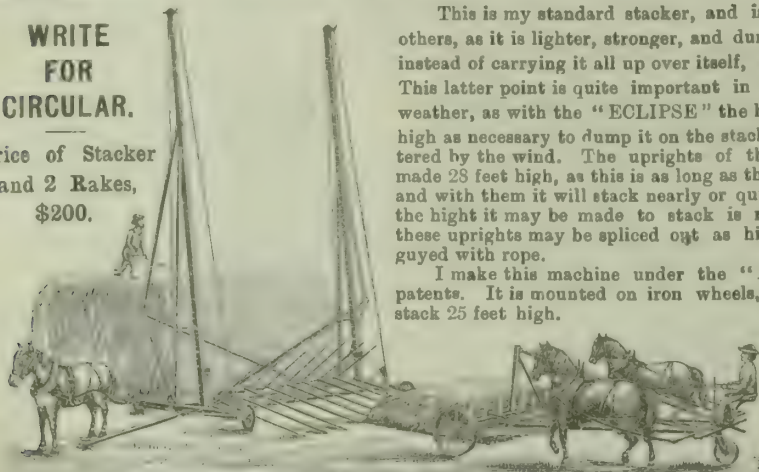 WRITE
FOR
CIRCULAR.
rice of Stacker
and 2 Rakes,
$200.
This is my standard stacker, and i
others, as it is lighter, stronger, and du
instead of carrying it all up over itself,
This latter point is quite important in
weather, as with the "ECLIPSE" the h
high as necessary to dump it on the stac
tered by the wind. The uprights of th
made 28 feet high, as this is as long as th
and with them it will stack nearly or qu
the hight it may be made to stack is
these uprights may be spliced out as hi
guyed with rope.
I make this machine under the "
patents. It is mounted on iron wheels,
stack 25 feet high.